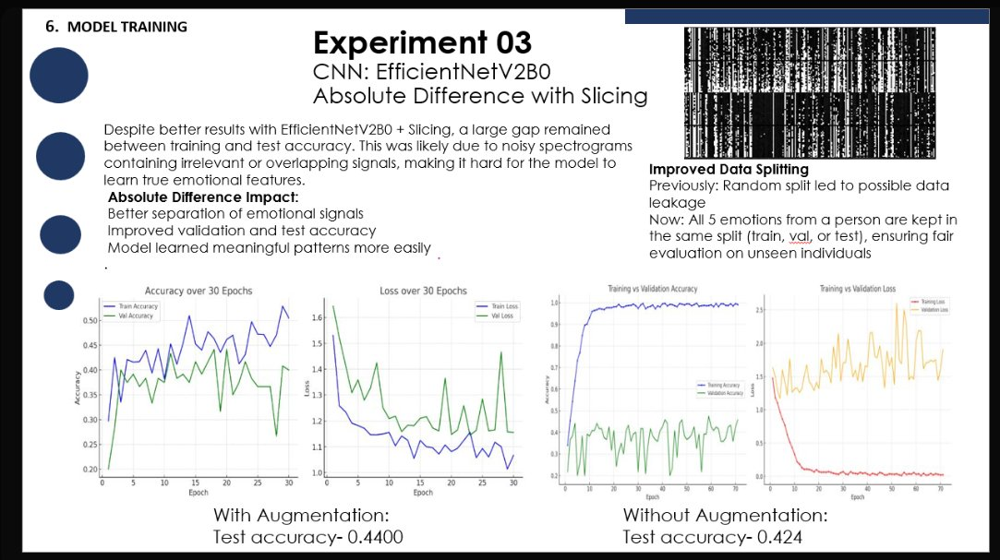 6. MODEL TRAINING
Experiment 03
CNN: EfficientNetV2B0
Absolute Difference with Slicing
Despite better results with EfficientNetV2B0 + Slicing, a large gap remained
between training and test accuracy. This was likely due to noisy spectrograms
containing irrelevant or overlapping signals, making it hard for the model to
learn true emotional features.
Absolute Difference Impact:
Better separation of emotional signals
Improved validation and test accuracy
Model learned meaningful patterns more easily
.
Improved Data Splitting
Previously: Random split led to possible data
leakage
Now: All 5 emotions from a person are kept in
the same split (train, val, or test), ensuring fair
evaluation on unseen individuals
Accuracy over 30 Epochs
Train Accuracy
Val Accuracy
Accuracy
0.50
0.45
0.40
0.35
0.30
0.25
0.20
0 5 10 15 20 25 30
Epoch
Loss over 30 Epochs
Train Loss
Val Loss
Loss
1.6
1.5
1.4
1.3
1.2
1.1
1.0
0 5 10 15 20 25 30
Epoch
With Augmentation:
Test accuracy- 0.4400
Training vs Validation Accuracy
Training Accuracy
Validation Accuracy
Accuracy
1.0
0.9
0.8
0.7
0.6
0.5
0.4
0.3
0.2
0 10 20 30 40 50 60 70
Epoch
Training vs Validation Loss
Training Loss
Validation Loss
Loss
2.5
2.0
1.5
1.0
0.5
0.0
0 10 20 30 40 50 60 70
Epoch
Without Augmentation:
Test accuracy- 0.424